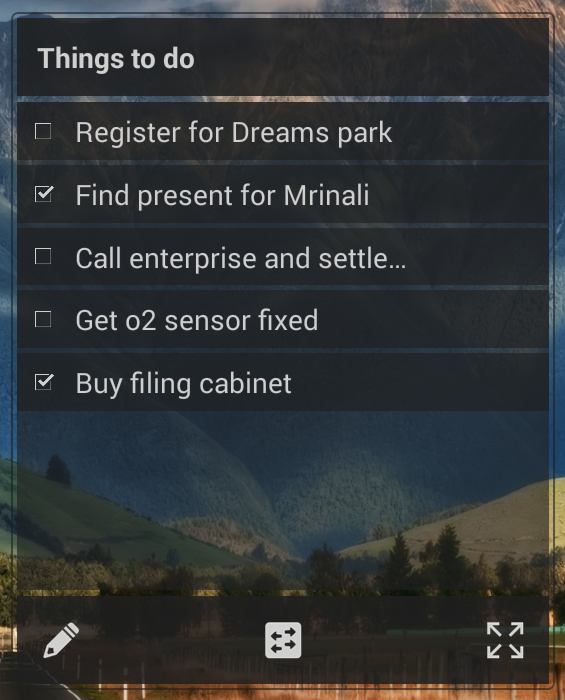 Things to do
Register for Dreams park
Find present for Mrinali
Call enterprise and settle...
Get o2 sensor fixed
Buy filing cabinet